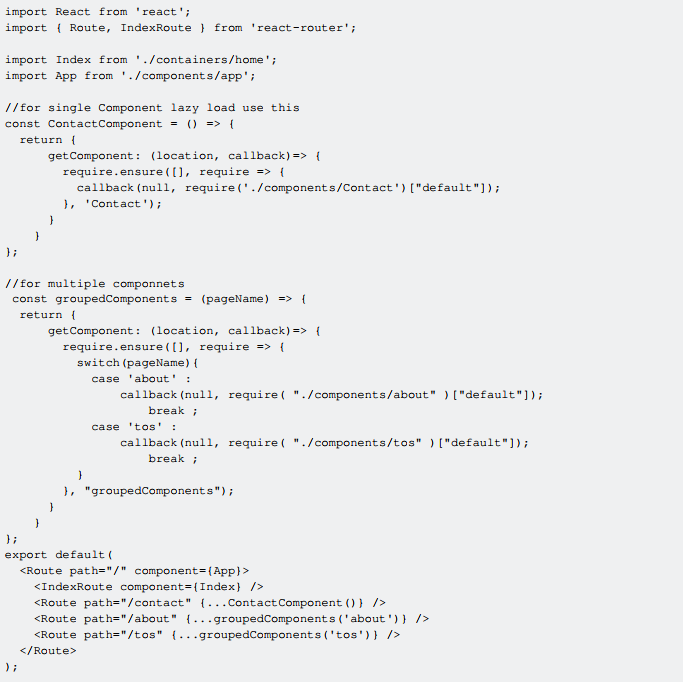 import React from 'react';
import { Route, IndexRoute } from 'react-router';

import Index from './containers/home';
import App from './components/app';

//for single Component lazy load use this
const ContactComponent = () => {
  return {
      getComponent: (location, callback)=> {
        require.ensure([], require => {
          callback(null, require('./components/Contact')["default"]);
        }, 'Contact');
      }
    }
};

//for multiple componnets
 const groupedComponents = (pageName) => {
  return {
      getComponent: (location, callback)=> {
        require.ensure([], require => {
          switch(pageName){
            case 'about' :
                callback(null, require( "./components/about" )["default"]);
                    break ;
            case 'tos' :
                callback(null, require( "./components/tos" )["default"]);
                    break ;
          }
        }, "groupedComponents");
      }
    }
};
export default(
  <Route path="/" component={App}>
    <IndexRoute component={Index} />
    <Route path="/contact" {...ContactComponent()} />
    <Route path="/about" {...groupedComponents('about')} />
    <Route path="/tos" {...groupedComponents('tos')} />
  </Route>
);